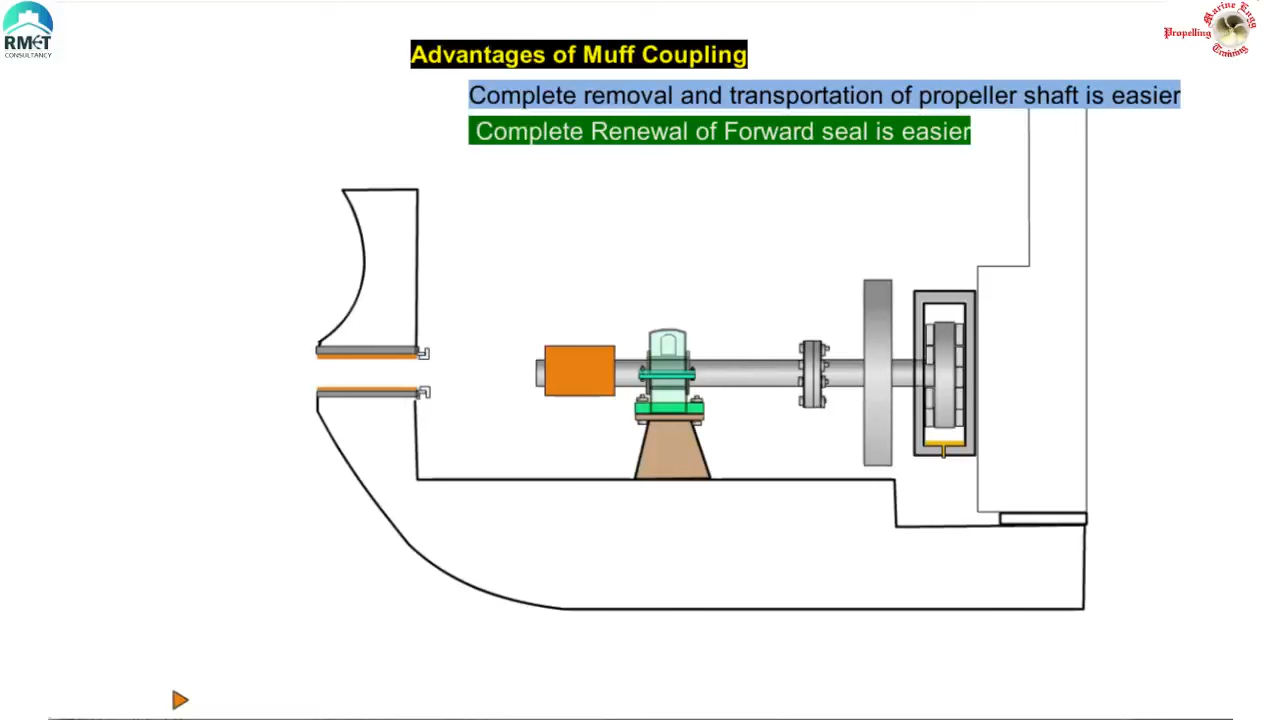 RMET
CONSULTANCY
Marine Engg
Propelling
Training
Advantages of Muff Coupling
Complete removal and transportation of propeller shaft is easier
Complete Renewal of Forward seal is easier